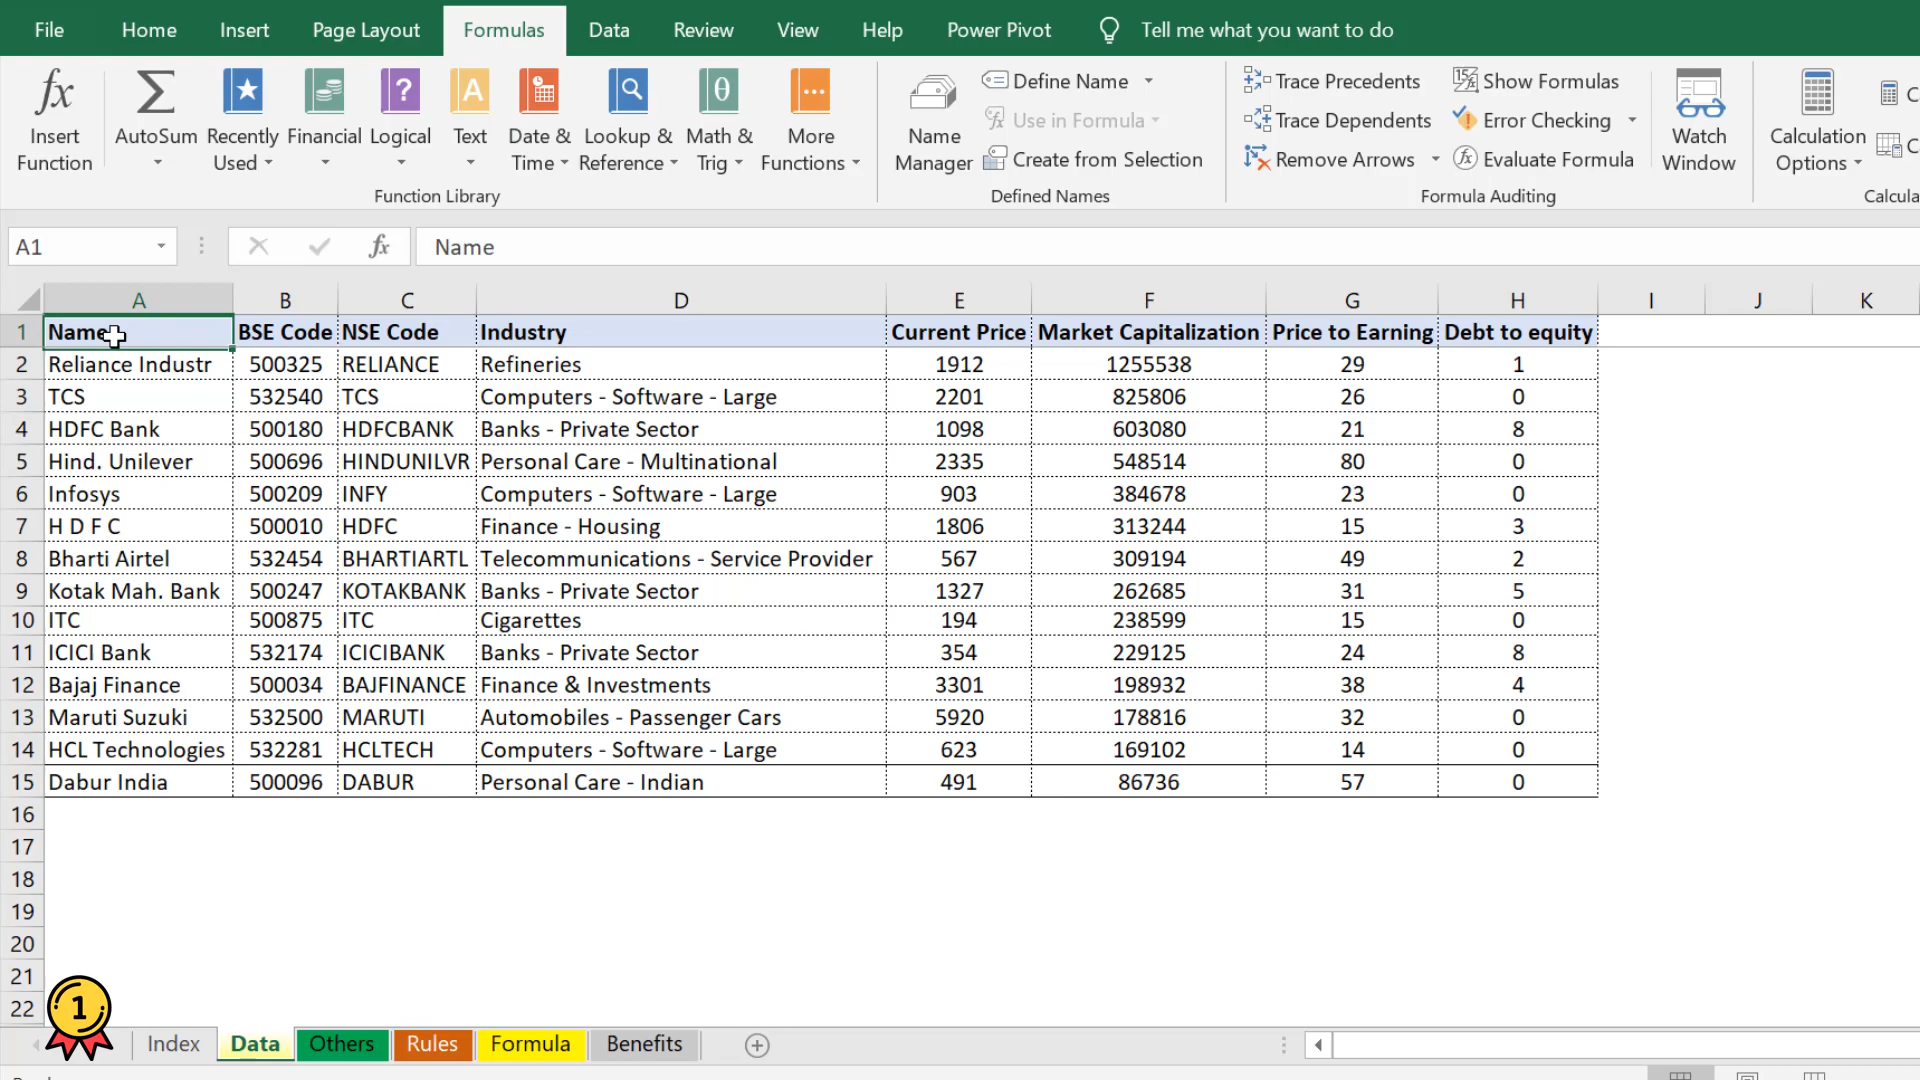 File Home Insert Page Layout Formulas Data Review View Help Power Pivot Tell me what you want to do
fx Insert Function
AutoSum
Recently Used
Financial
Logical
Text
Date & Time
Lookup & Reference
Math & Trig
More Functions
Function Library
Name Manager
Define Name
Use in Formula
Create from Selection
Defined Names
Trace Precedents
Trace Dependents
Remove Arrows
Show Formulas
Error Checking
Evaluate Formula
Formula Auditing
Watch Window
Calculation Options
A1 fx Name
A B C D E F G H I J K
1 Name BSE Code NSE Code Industry Current Price Market Capitalization Price to Earning Debt to equity
2 Reliance Industr 500325 RELIANCE Refineries 1912 1255538 29 1
3 TCS 532540 TCS Computers - Software - Large 2201 825806 26 0
4 HDFC Bank 500180 HDFCBANK Banks - Private Sector 1098 603080 21 8
5 Hind. Unilever 500696 HINDUNILVR Personal Care - Multinational 2335 548514 80 0
6 Infosys 500209 INFY Computers - Software - Large 903 384678 23 0
7 H D F C 500010 HDFC Finance - Housing 1806 313244 15 3
8 Bharti Airtel 532454 BHARTIARTL Telecommunications - Service Provider 567 309194 49 2
9 Kotak Mah. Bank 500247 KOTAKBANK Banks - Private Sector 1327 262685 31 5
10 ITC 500875 ITC Cigarettes 194 238599 15 0
11 ICICI Bank 532174 ICICIBANK Banks - Private Sector 354 229125 24 8
12 Bajaj Finance 500034 BAJFINANCE Finance & Investments 3301 198932 38 4
13 Maruti Suzuki 532500 MARUTI Automobiles - Passenger Cars 5920 178816 32 0
14 HCL Technologies 532281 HCLTECH Computers - Software - Large 623 169102 14 0
15 Dabur India 500096 DABUR Personal Care - Indian 491 86736 57 0
16
17
18
19
20
21
22
1
Index Data Others Rules Formula Benefits